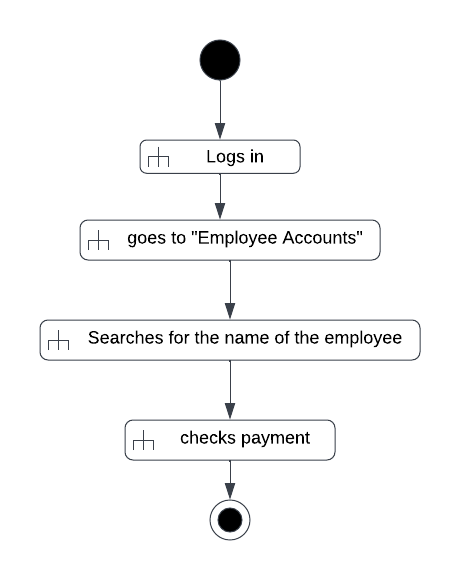 Logs in
goes to "Employee Accounts"
Searches for the name of the employee
checks payment